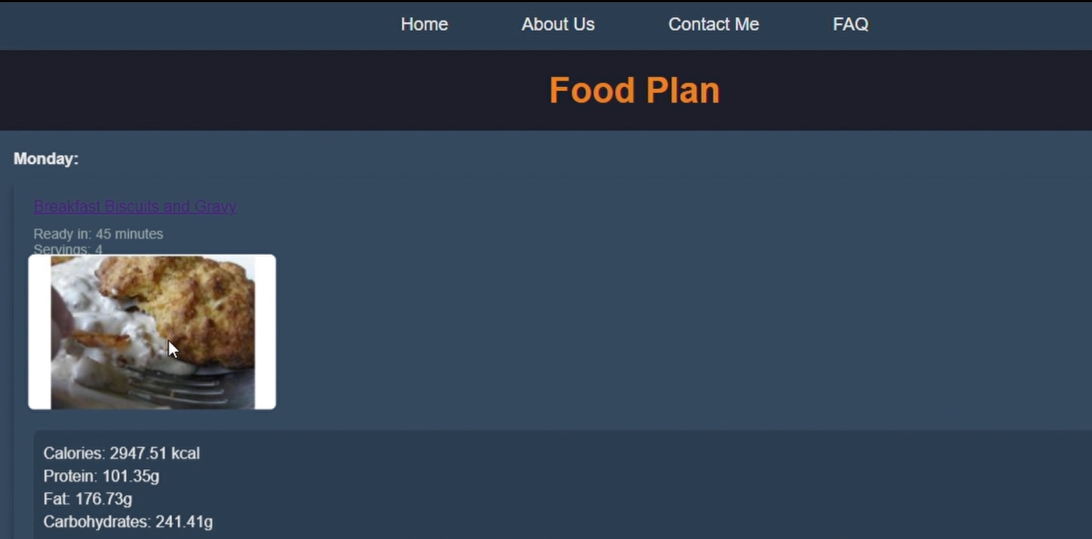 Home About Us Contact Me FAQ
Food Plan
Monday:
Breakfast Biscuits and Gravy
Ready in: 45 minutes
Servings: 4
Calories: 2947.51 kcal
Protein: 101.35g
Fat: 176.73g
Carbohydrates: 241.41g